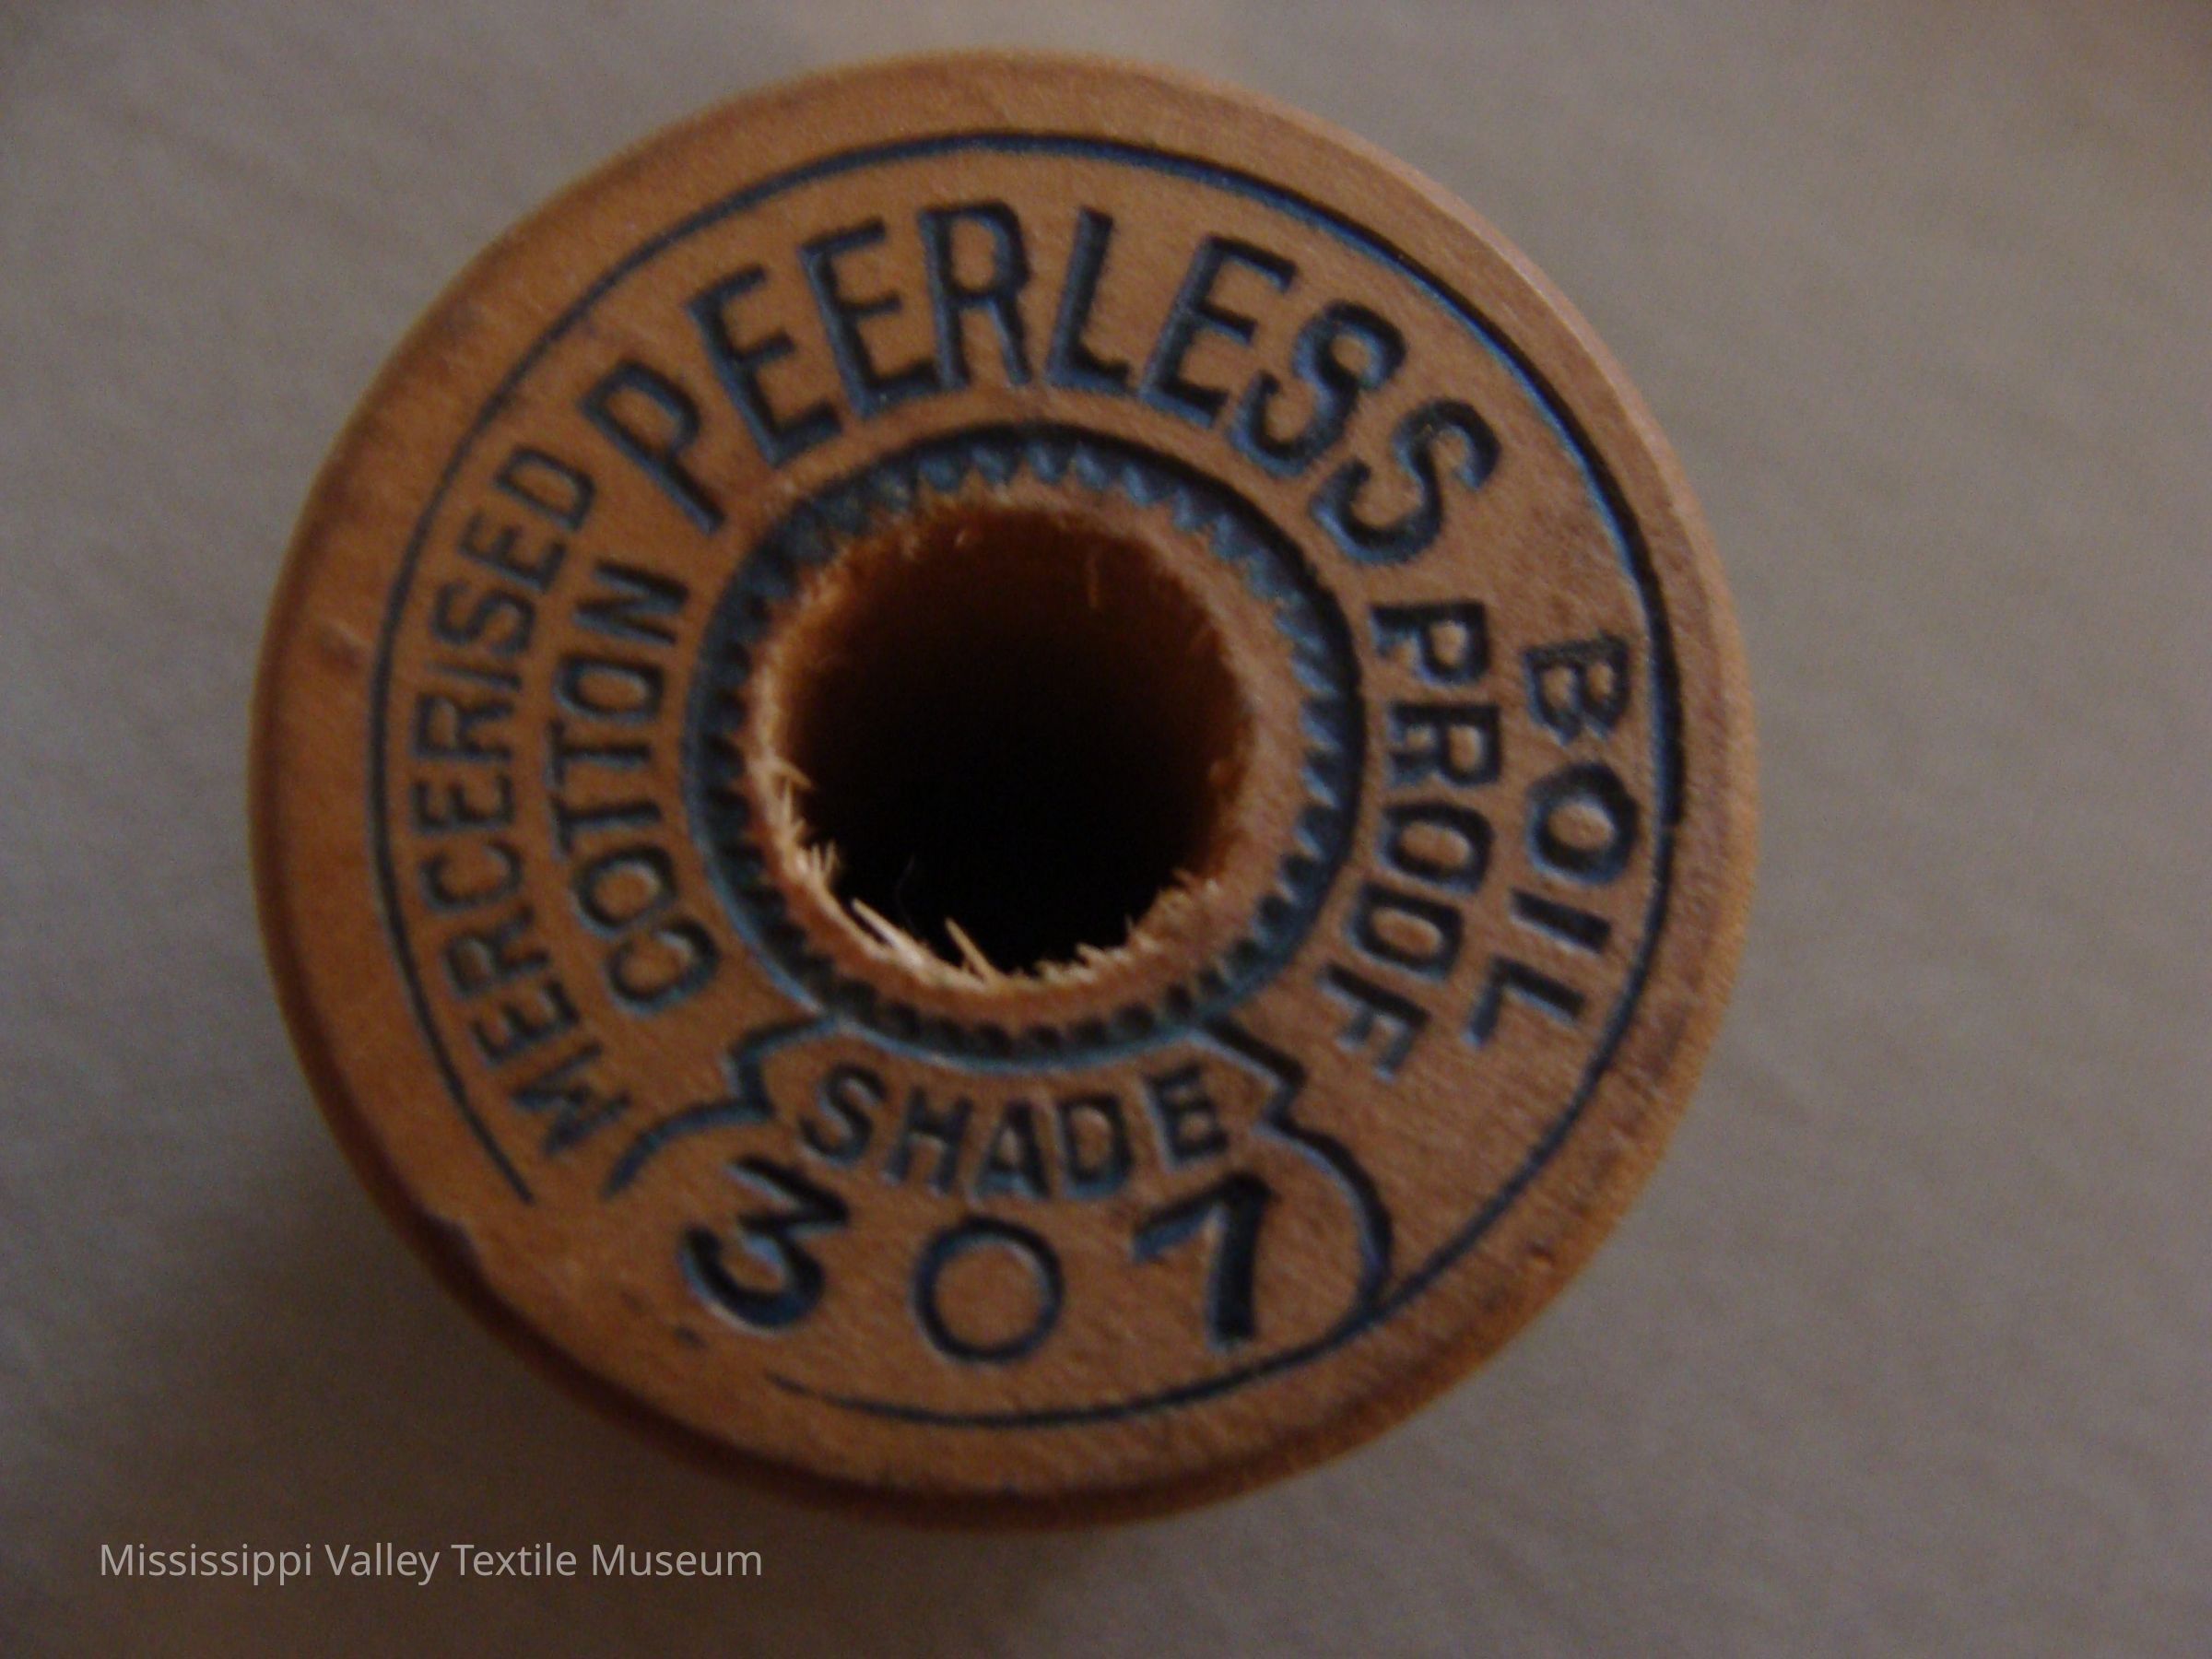 PEERLESS
MERCERISED
COTTON
BOIL
PROOF
SHADE
307
Mississippi Valley Textile Museum